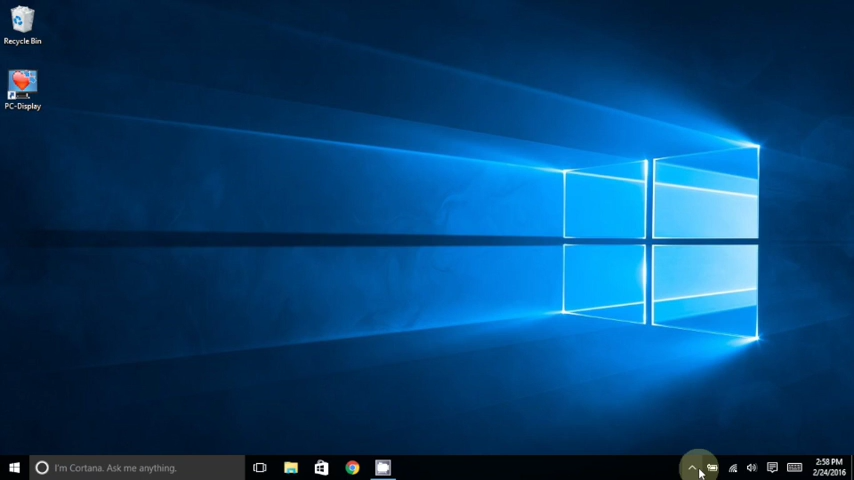 Recycle Bin
PC-Display
I'm Cortana. Ask me anything.
2:58 PM
2/24/2016